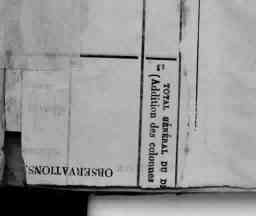 TOTAL GÉNÉRAL DU
(Addition des colonnes
OBSERVATIONS